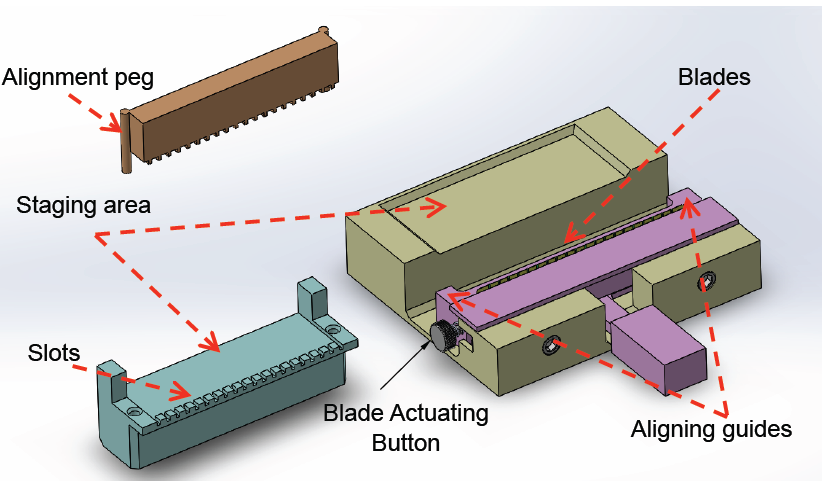 Alignment peg
Blades
Staging area
Slots
Blade Actuating
Button
Aligning guides